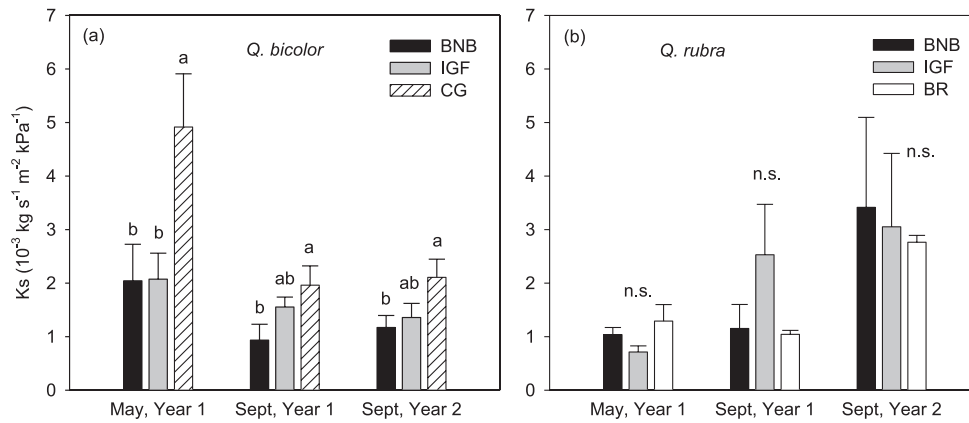 (a)
Q. bicolor
BNB
IGF
CG
Ks (10⁻³ kg s⁻¹ m⁻² kPa⁻¹)
7
6
5
4
3
2
1
0
b
b
a
b
ab
a
b
ab
a
May, Year 1
Sept, Year 1
Sept, Year 2
(b)
Q. rubra
BNB
IGF
BR
7
6
5
4
3
2
1
0
n.s.
n.s.
n.s.
May, Year 1
Sept, Year 1
Sept, Year 2